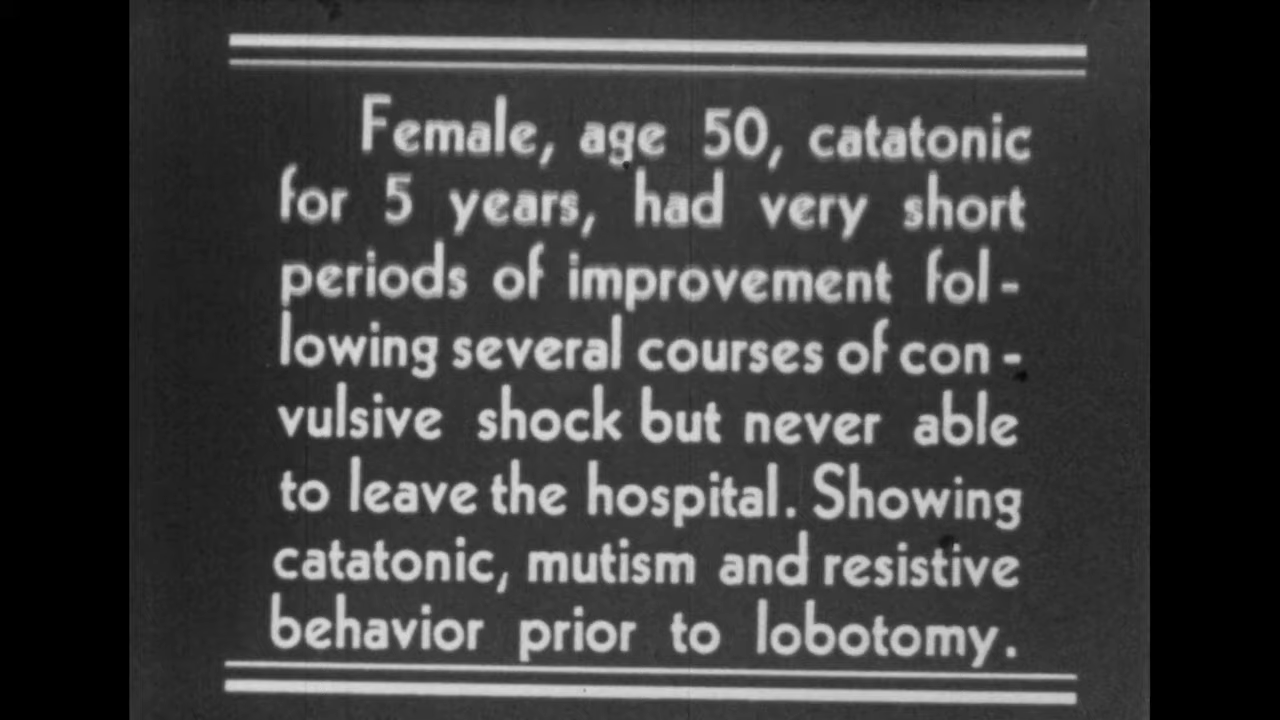 Female, age 50, catatonic
for 5 years, had very short
periods of improvement fol-
lowing several courses of con-
vulsive shock but never able
to leave the hospital. Showing
catatonic, mutism and resistive
behavior prior to lobotomy.